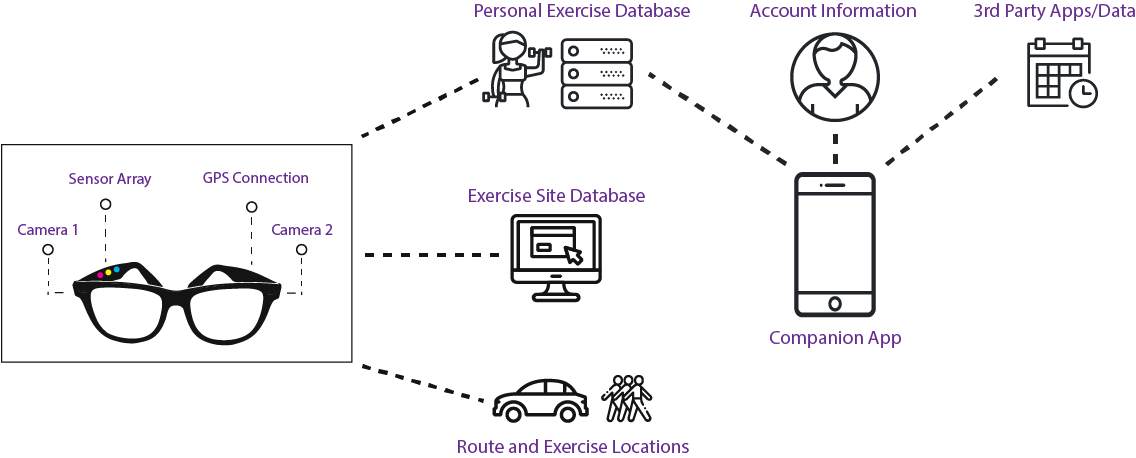 Personal Exercise Database
Account Information
3rd Party Apps/Data
Sensor Array
GPS Connection
Camera 1
Camera 2
Exercise Site Database
Companion App
Route and Exercise Locations